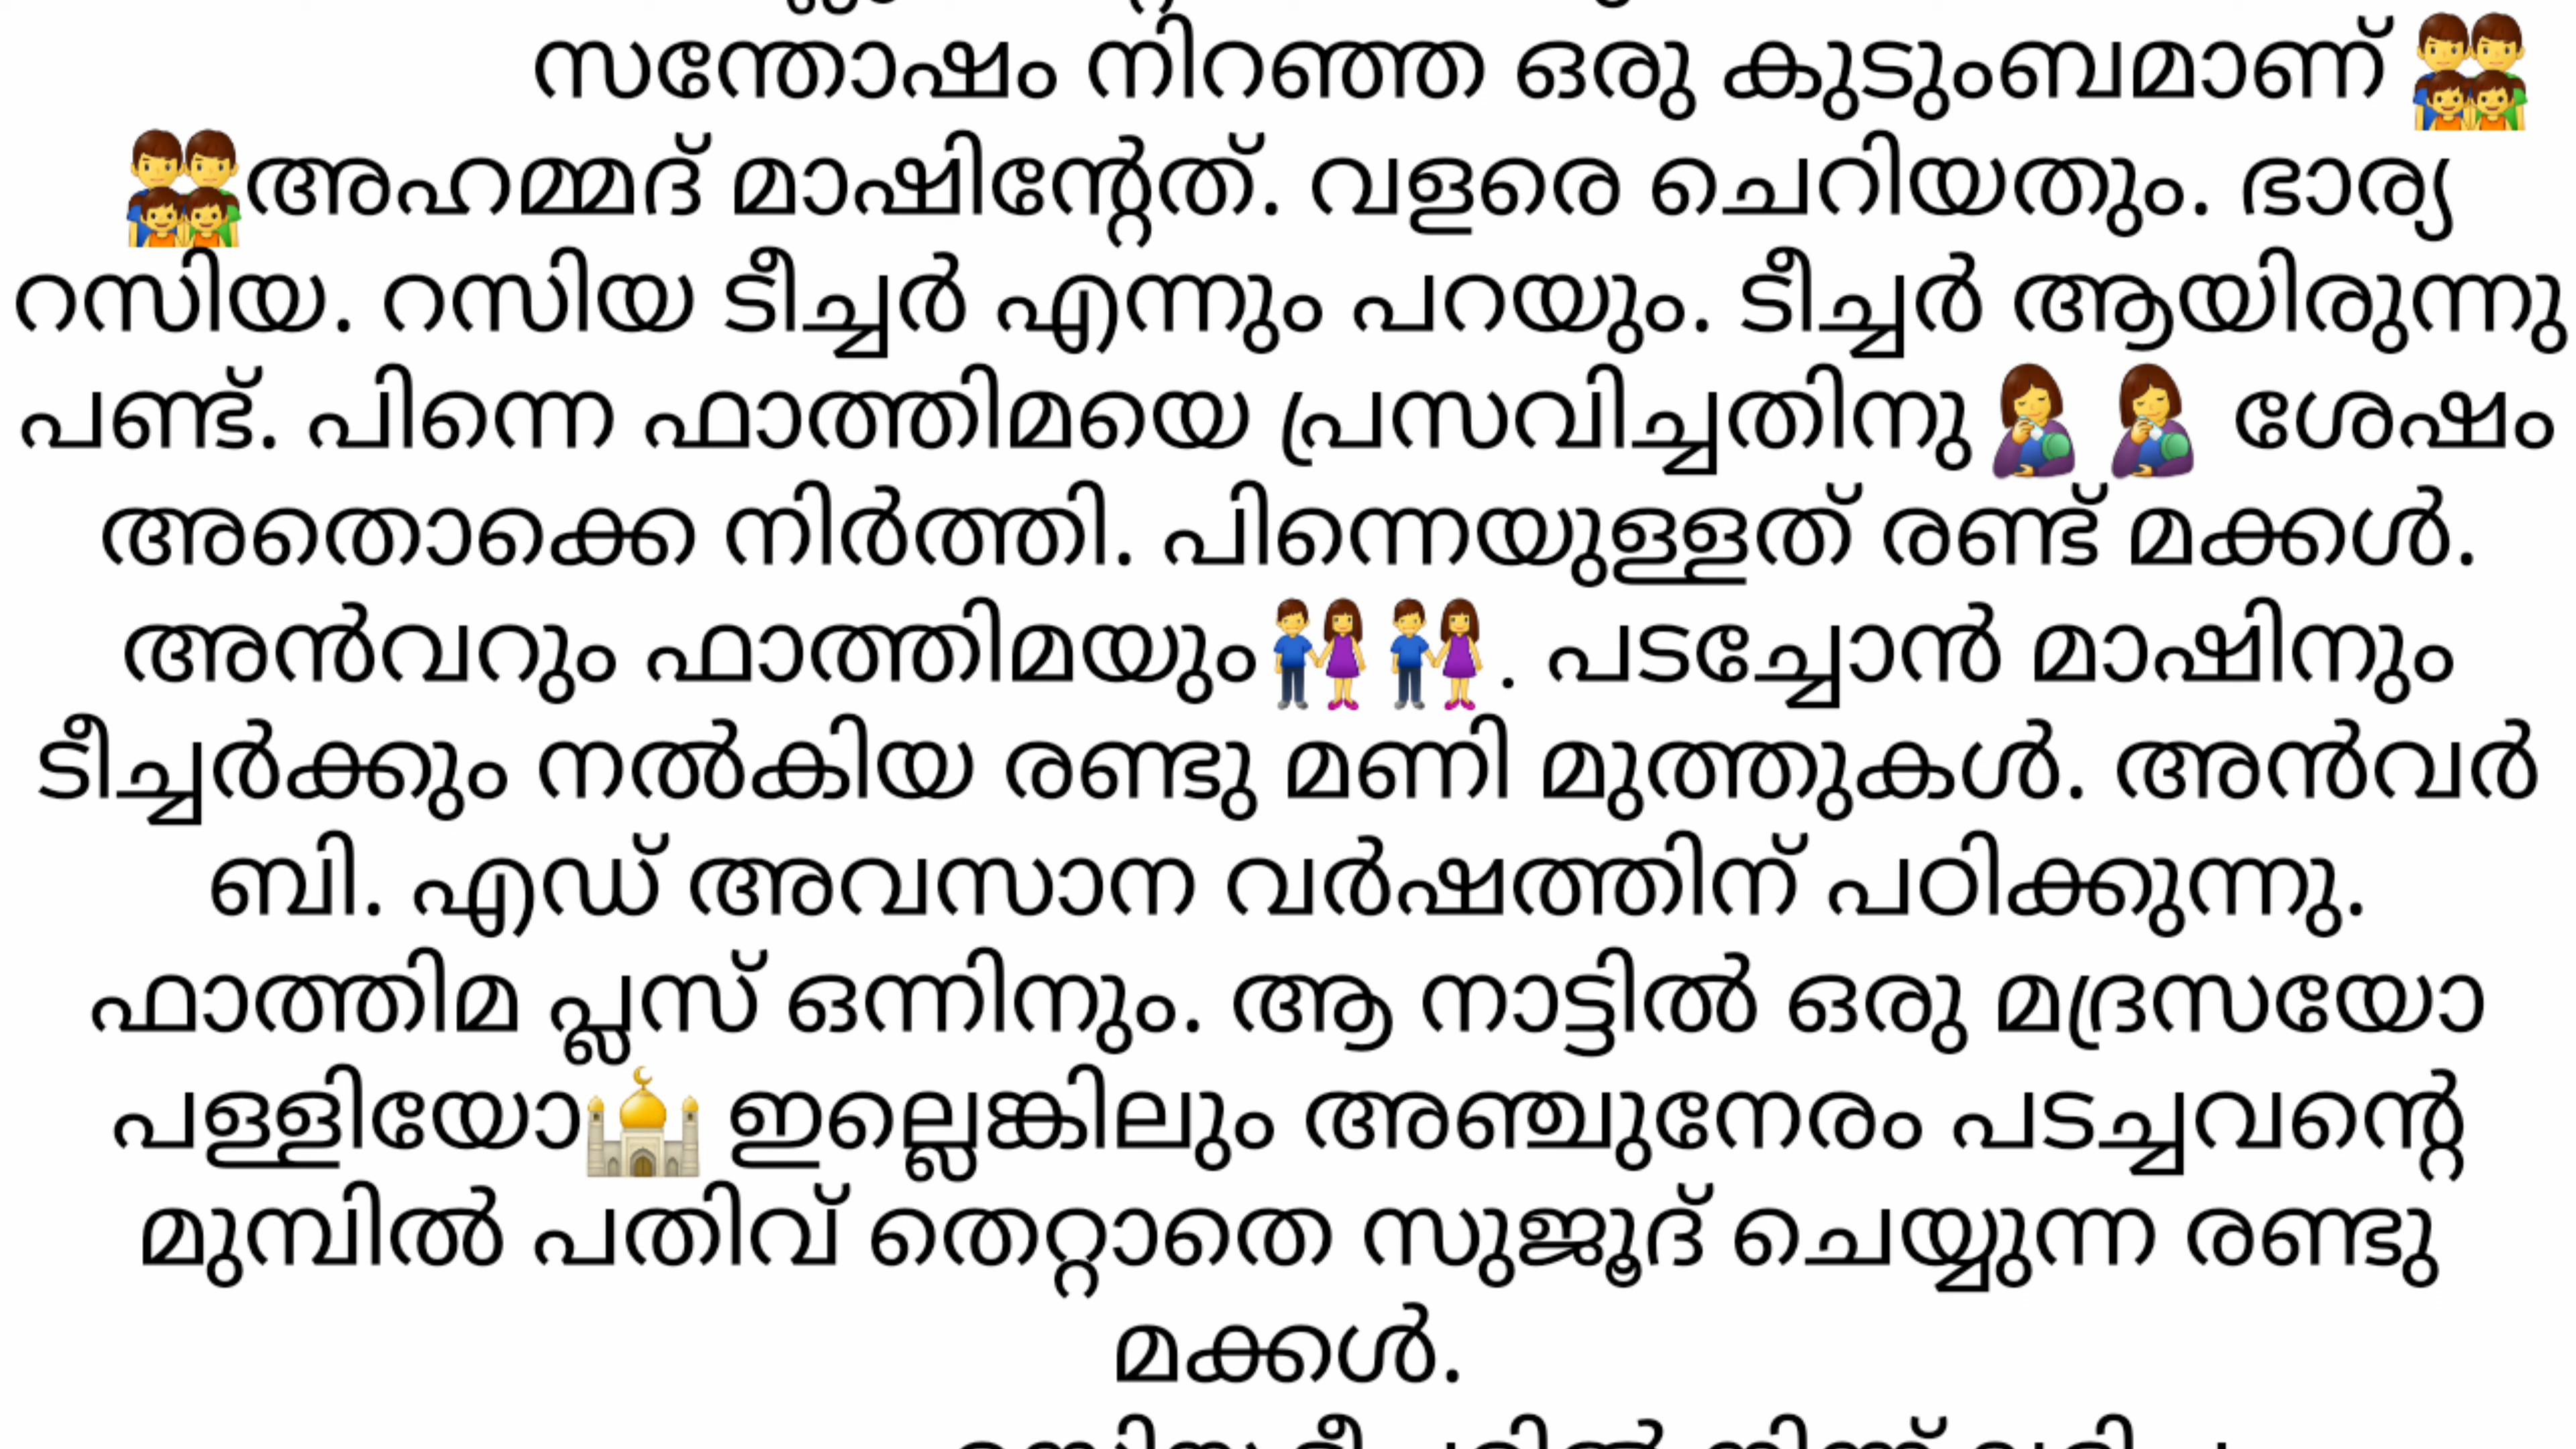 സന്തോഷം നിറഞ്ഞ ഒരു കുടുംബമാണ് 👨‍👨‍👦‍👦
👨‍👨‍👦‍👦അഹമ്മദ് മാഷിന്റേത്. വളരെ ചെറിയതും. ഭാര്യ
റസിയ. റസിയ ടീച്ചർ എന്നും പറയും. ടീച്ചർ ആയിരുന്നു
പണ്ട്. പിന്നെ ഫാത്തിമയെ പ്രസവിച്ചതിനു👩‍🍼👩‍🍼 ശേഷം
അതൊക്കെ നിർത്തി. പിന്നെയുള്ളത് രണ്ട് മക്കൾ.
അൻവറും ഫാത്തിമയും👫👫. പടച്ചോൻ മാഷിനും
ടീച്ചർക്കും നൽകിയ രണ്ടു മണി മുത്തുകൾ. അൻവർ
ബി. എഡ് അവസാന വർഷത്തിന് പഠിക്കുന്നു.
ഫാത്തിമ പ്ലസ് ഒന്നിനും. ആ നാട്ടിൽ ഒരു മദ്രസയോ
പള്ളിയോ🕌 ഇല്ലെങ്കിലും അഞ്ചുനേരം പടച്ചവന്റെ
മുമ്പിൽ പതിവ് തെറ്റാതെ സുജൂദ് ചെയ്യുന്ന രണ്ടു
മക്കൾ.